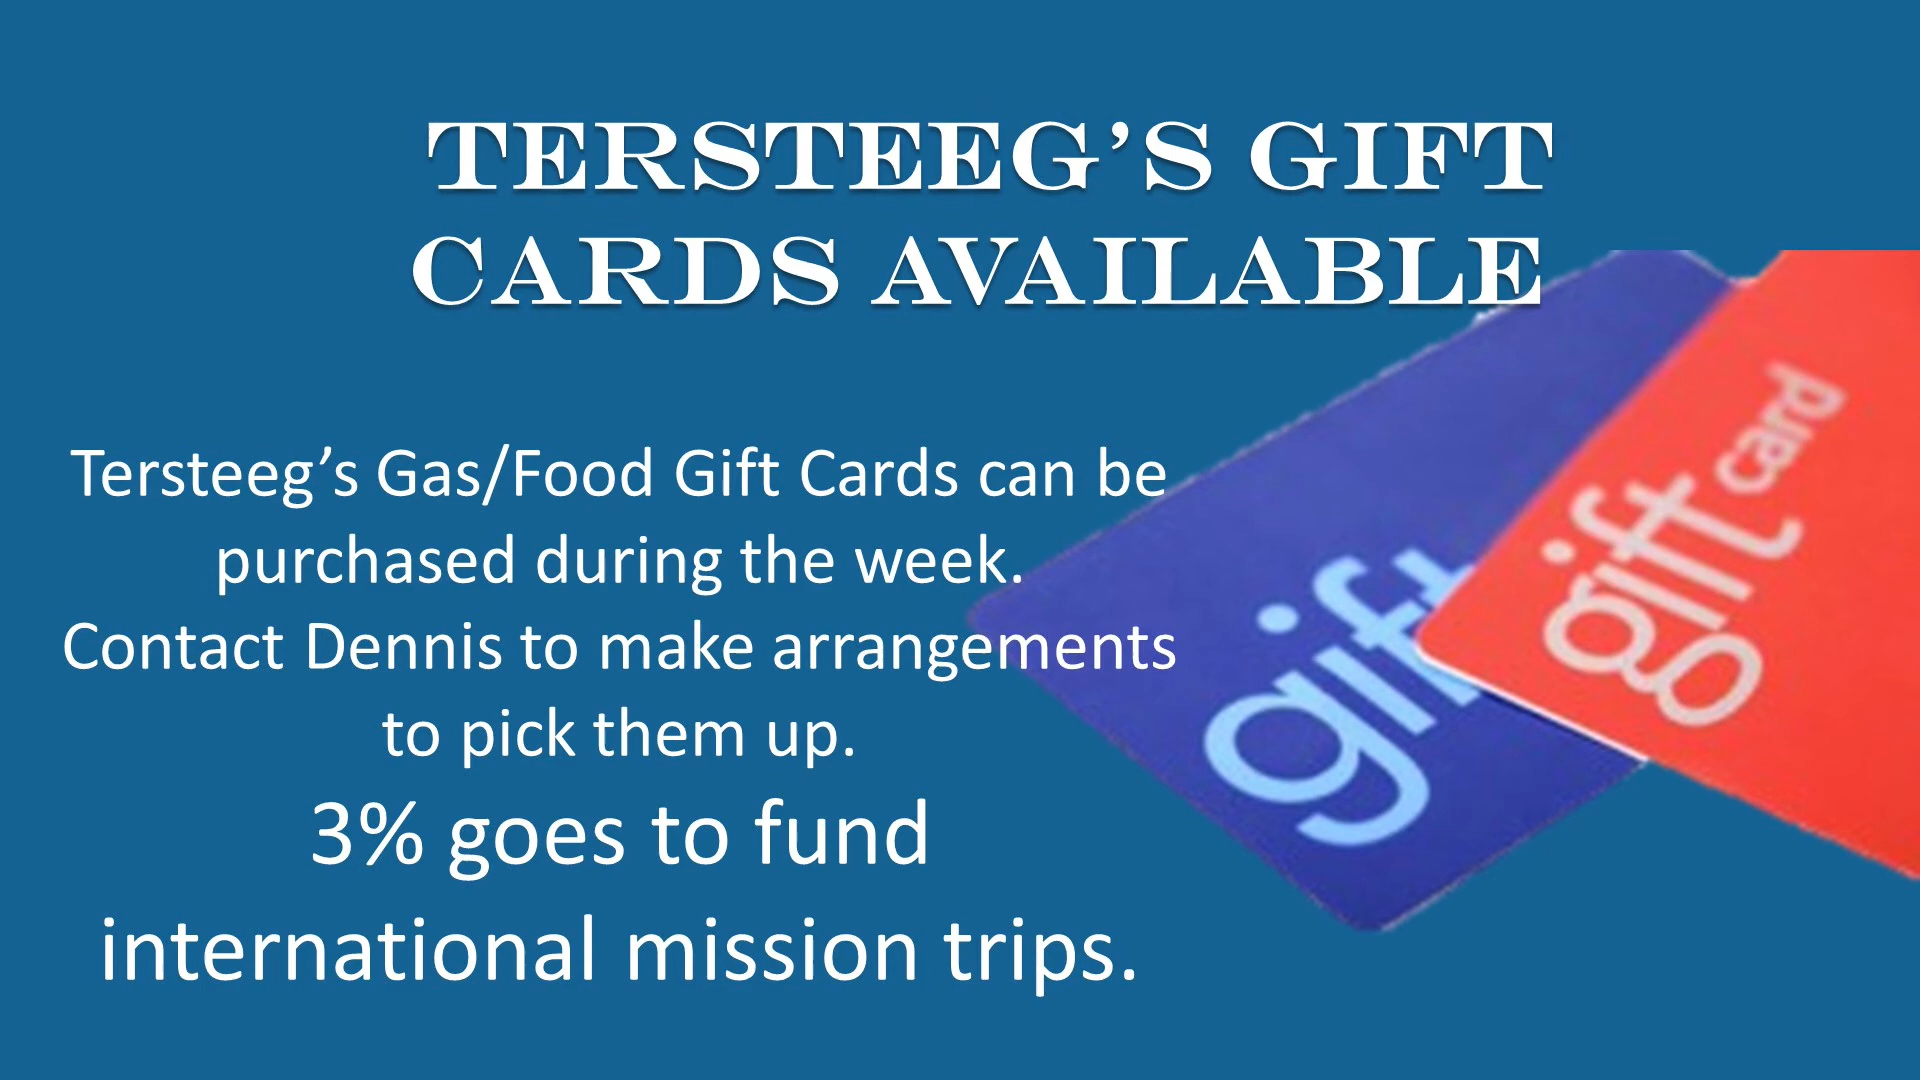 TERSTEEG’S GIFT
CARDS AVAILABLE
Tersteeg’s Gas/Food Gift Cards can be
purchased during the week.
Contact Dennis to make arrangements
to pick them up.
3% goes to fund
international mission trips.
gift
gift card